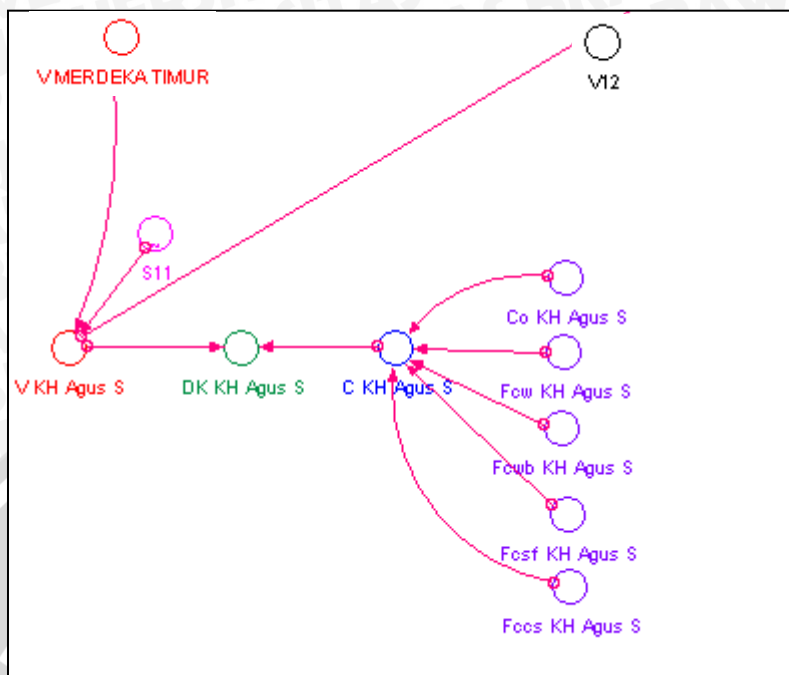 V MERDEKA TIMUR
V12
S11
Co KH Agus S
V KH Agus S
DK KH Agus S
C KH Agus S
Fcw KH Agus S
Fcwb KH Agus S
Fcsf KH Agus S
Fccs KH Agus S